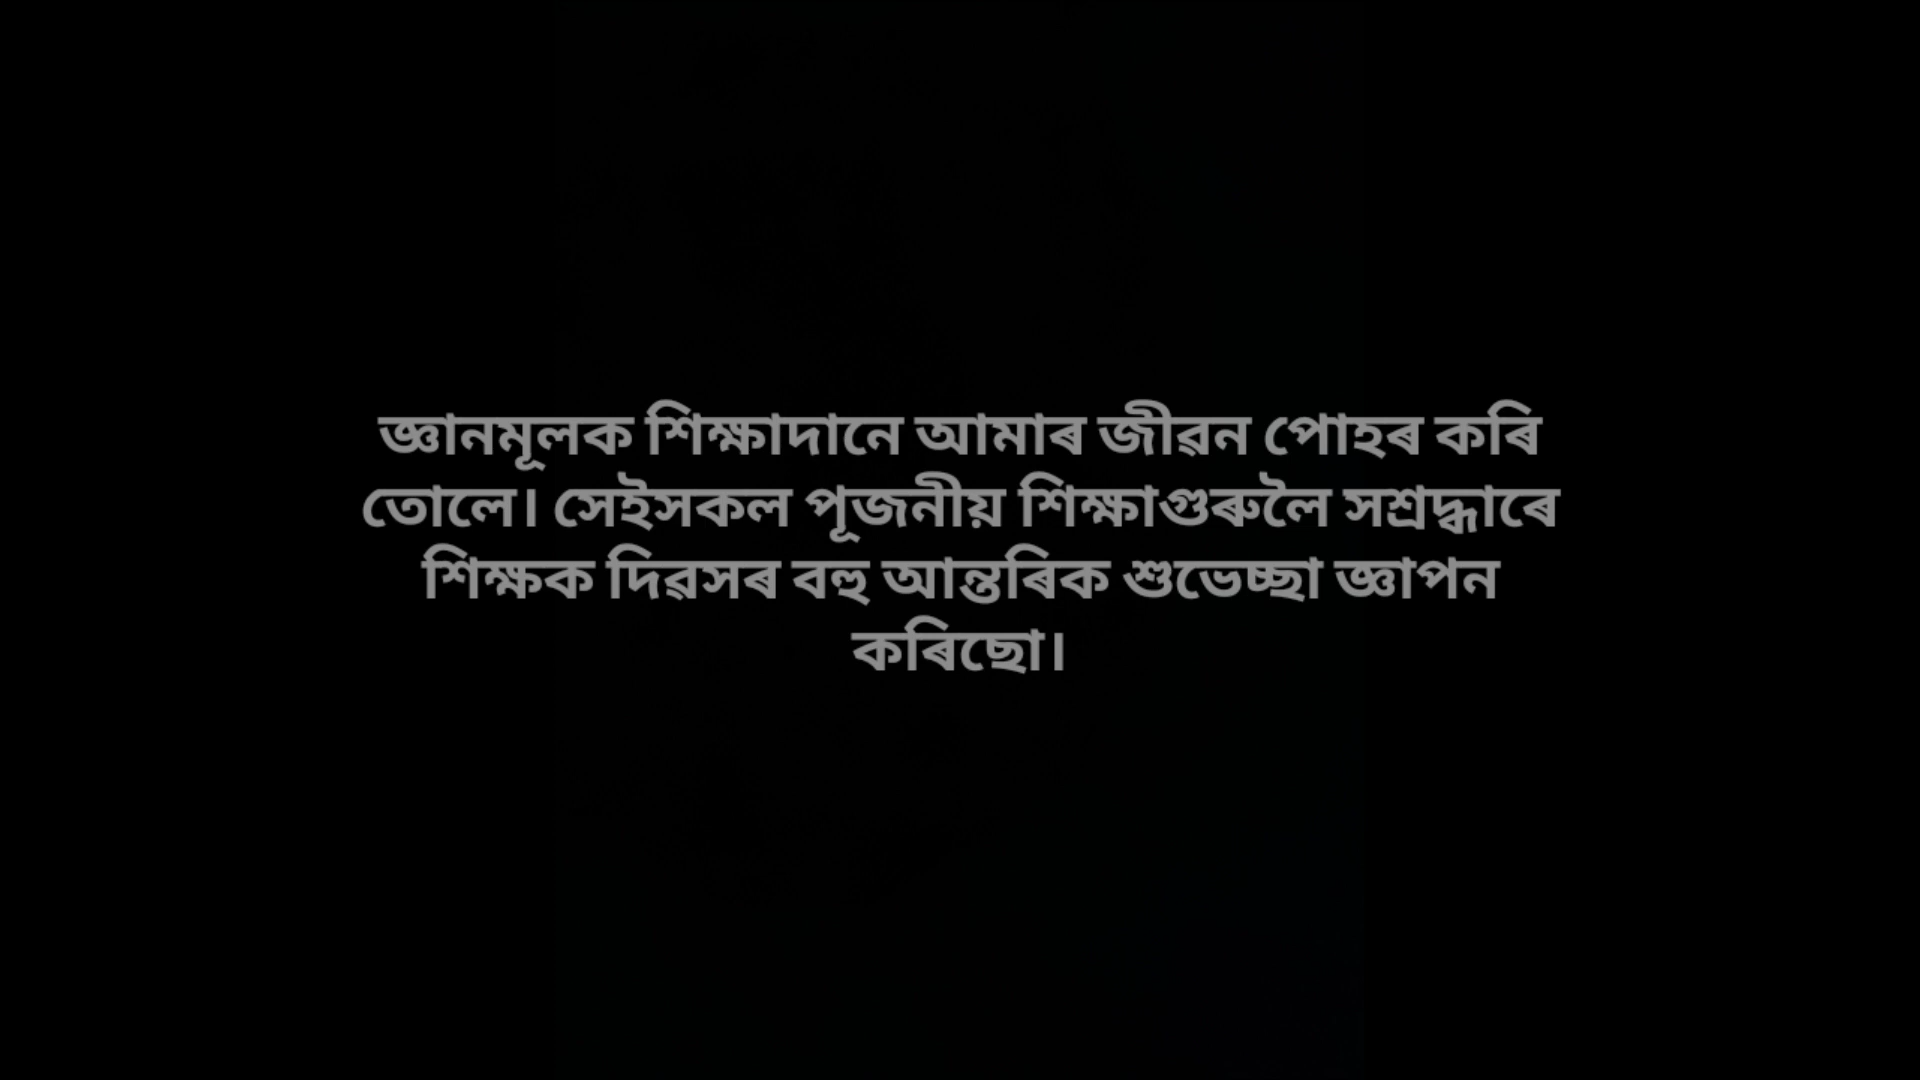 জ্ঞানমূলক শিক্ষাদানে আমাৰ জীৱন পোহৰ কৰি
তোলে। সেইসকল পূজনীয় শিক্ষাগুৰুলৈ সশ্ৰদ্ধাৰে
শিক্ষক দিৱসৰ বহু আন্তৰিক শুভেচ্ছা জ্ঞাপন
কৰিছো।